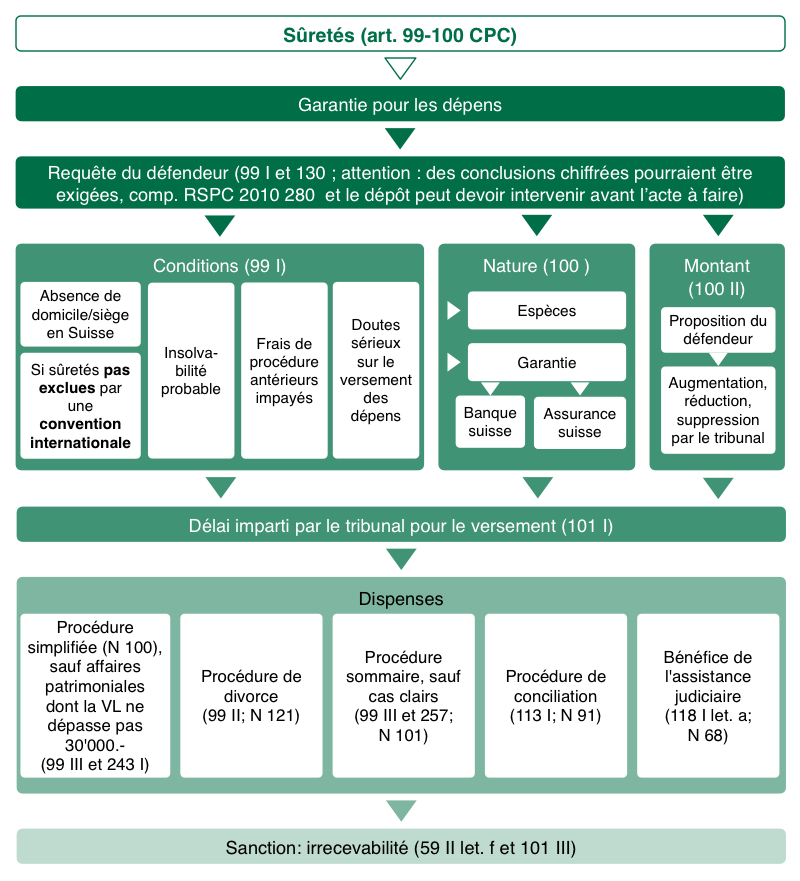 Sûretés (art. 99-100 CPC)
Garantie pour les dépens
Requête du défendeur (99 I et 130 ; attention : des conclusions chiffrées pourraient être
exigées, comp. RSPC 2010 280  et le dépôt peut devoir intervenir avant l'acte à faire)
Conditions (99 I)
Absence de
domicile/siège
en Suisse
Si sûretés pas
exclues par
une
convention
internationale
Insolva-
bilité
probable
Frais de
procédure
antérieurs
impayés
Doutes
sérieux
sur le
versement
des
dépens
Nature (100 )
Espèces
Garantie
Banque
suisse
Assurance
suisse
Montant
(100 II)
Proposition du
défendeur
Augmentation,
réduction,
suppression
par le tribunal
Délai imparti par le tribunal pour le versement (101 I)
Dispenses
Procédure
simplifiée (N 100),
sauf affaires
patrimoniales
dont la VL ne
dépasse pas
30'000.-
(99 III et 243 I)
Procédure de
divorce
(99 II; N 121)
Procédure
sommaire, sauf
cas clairs
(99 III et 257;
N 101)
Procédure de
conciliation
(113 I; N 91)
Bénéfice de
l'assistance
judiciaire
(118 I let. a;
N 68)
Sanction: irrecevabilité (59 II let. f et 101 III)